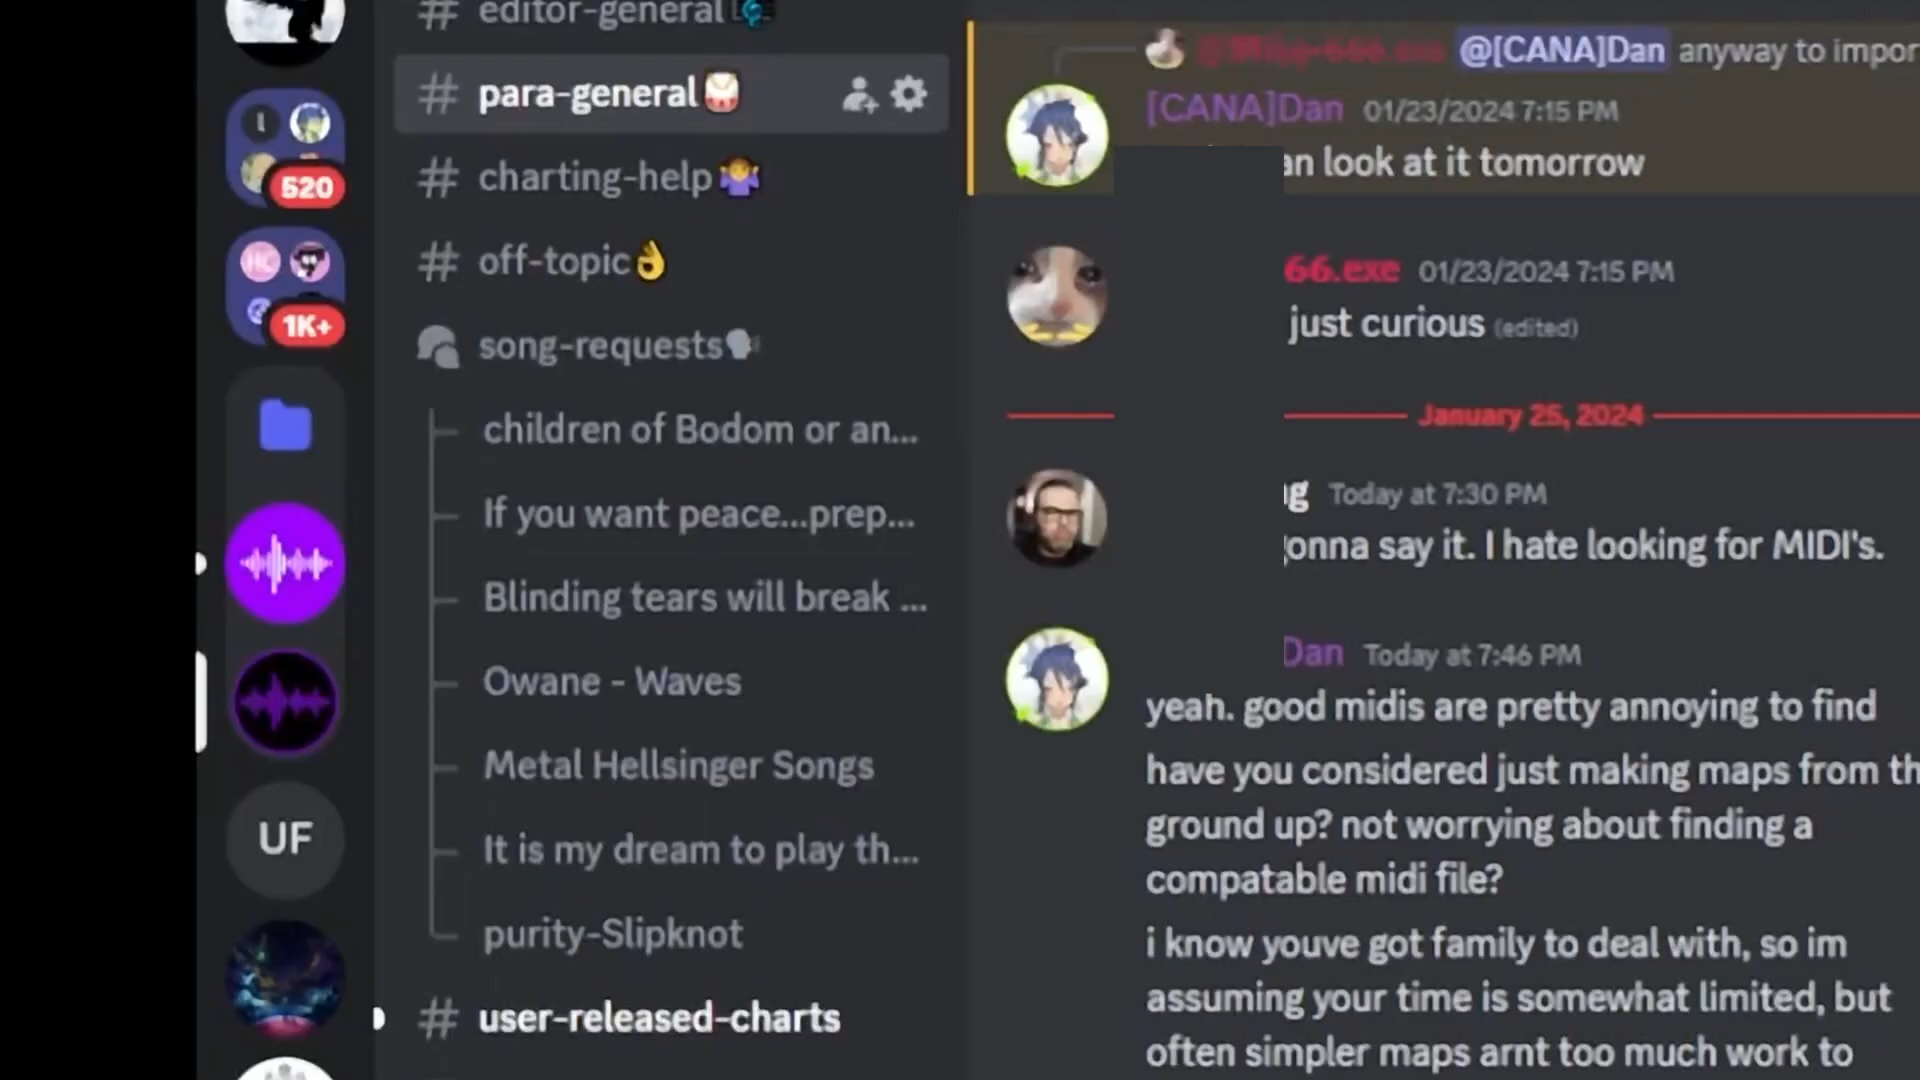 editor-general
para-general
charting-help
off-topic
song-requests
children of Bodom or an...
If you want peace...prep...
Blinding tears will break ...
Owane - Waves
Metal Hellsinger Songs
It is my dream to play th...
purity-Slipknot
user-released-charts
520
1K+
UF
@[CANA]Dan anyway to impor
[CANA]Dan 01/23/2024 7:15 PM
look at it tomorrow
66.exe 01/23/2024 7:15 PM
just curious (edited)
January 25, 2024
Today at 7:30 PM
say it. I hate looking for MIDI's.
Dan Today at 7:46 PM
yeah. good midis are pretty annoying to find
have you considered just making maps from th
ground up? not worrying about finding a
compatable midi file?
i know youve got family to deal with, so im
assuming your time is somewhat limited, but
often simpler maps arnt too much work to